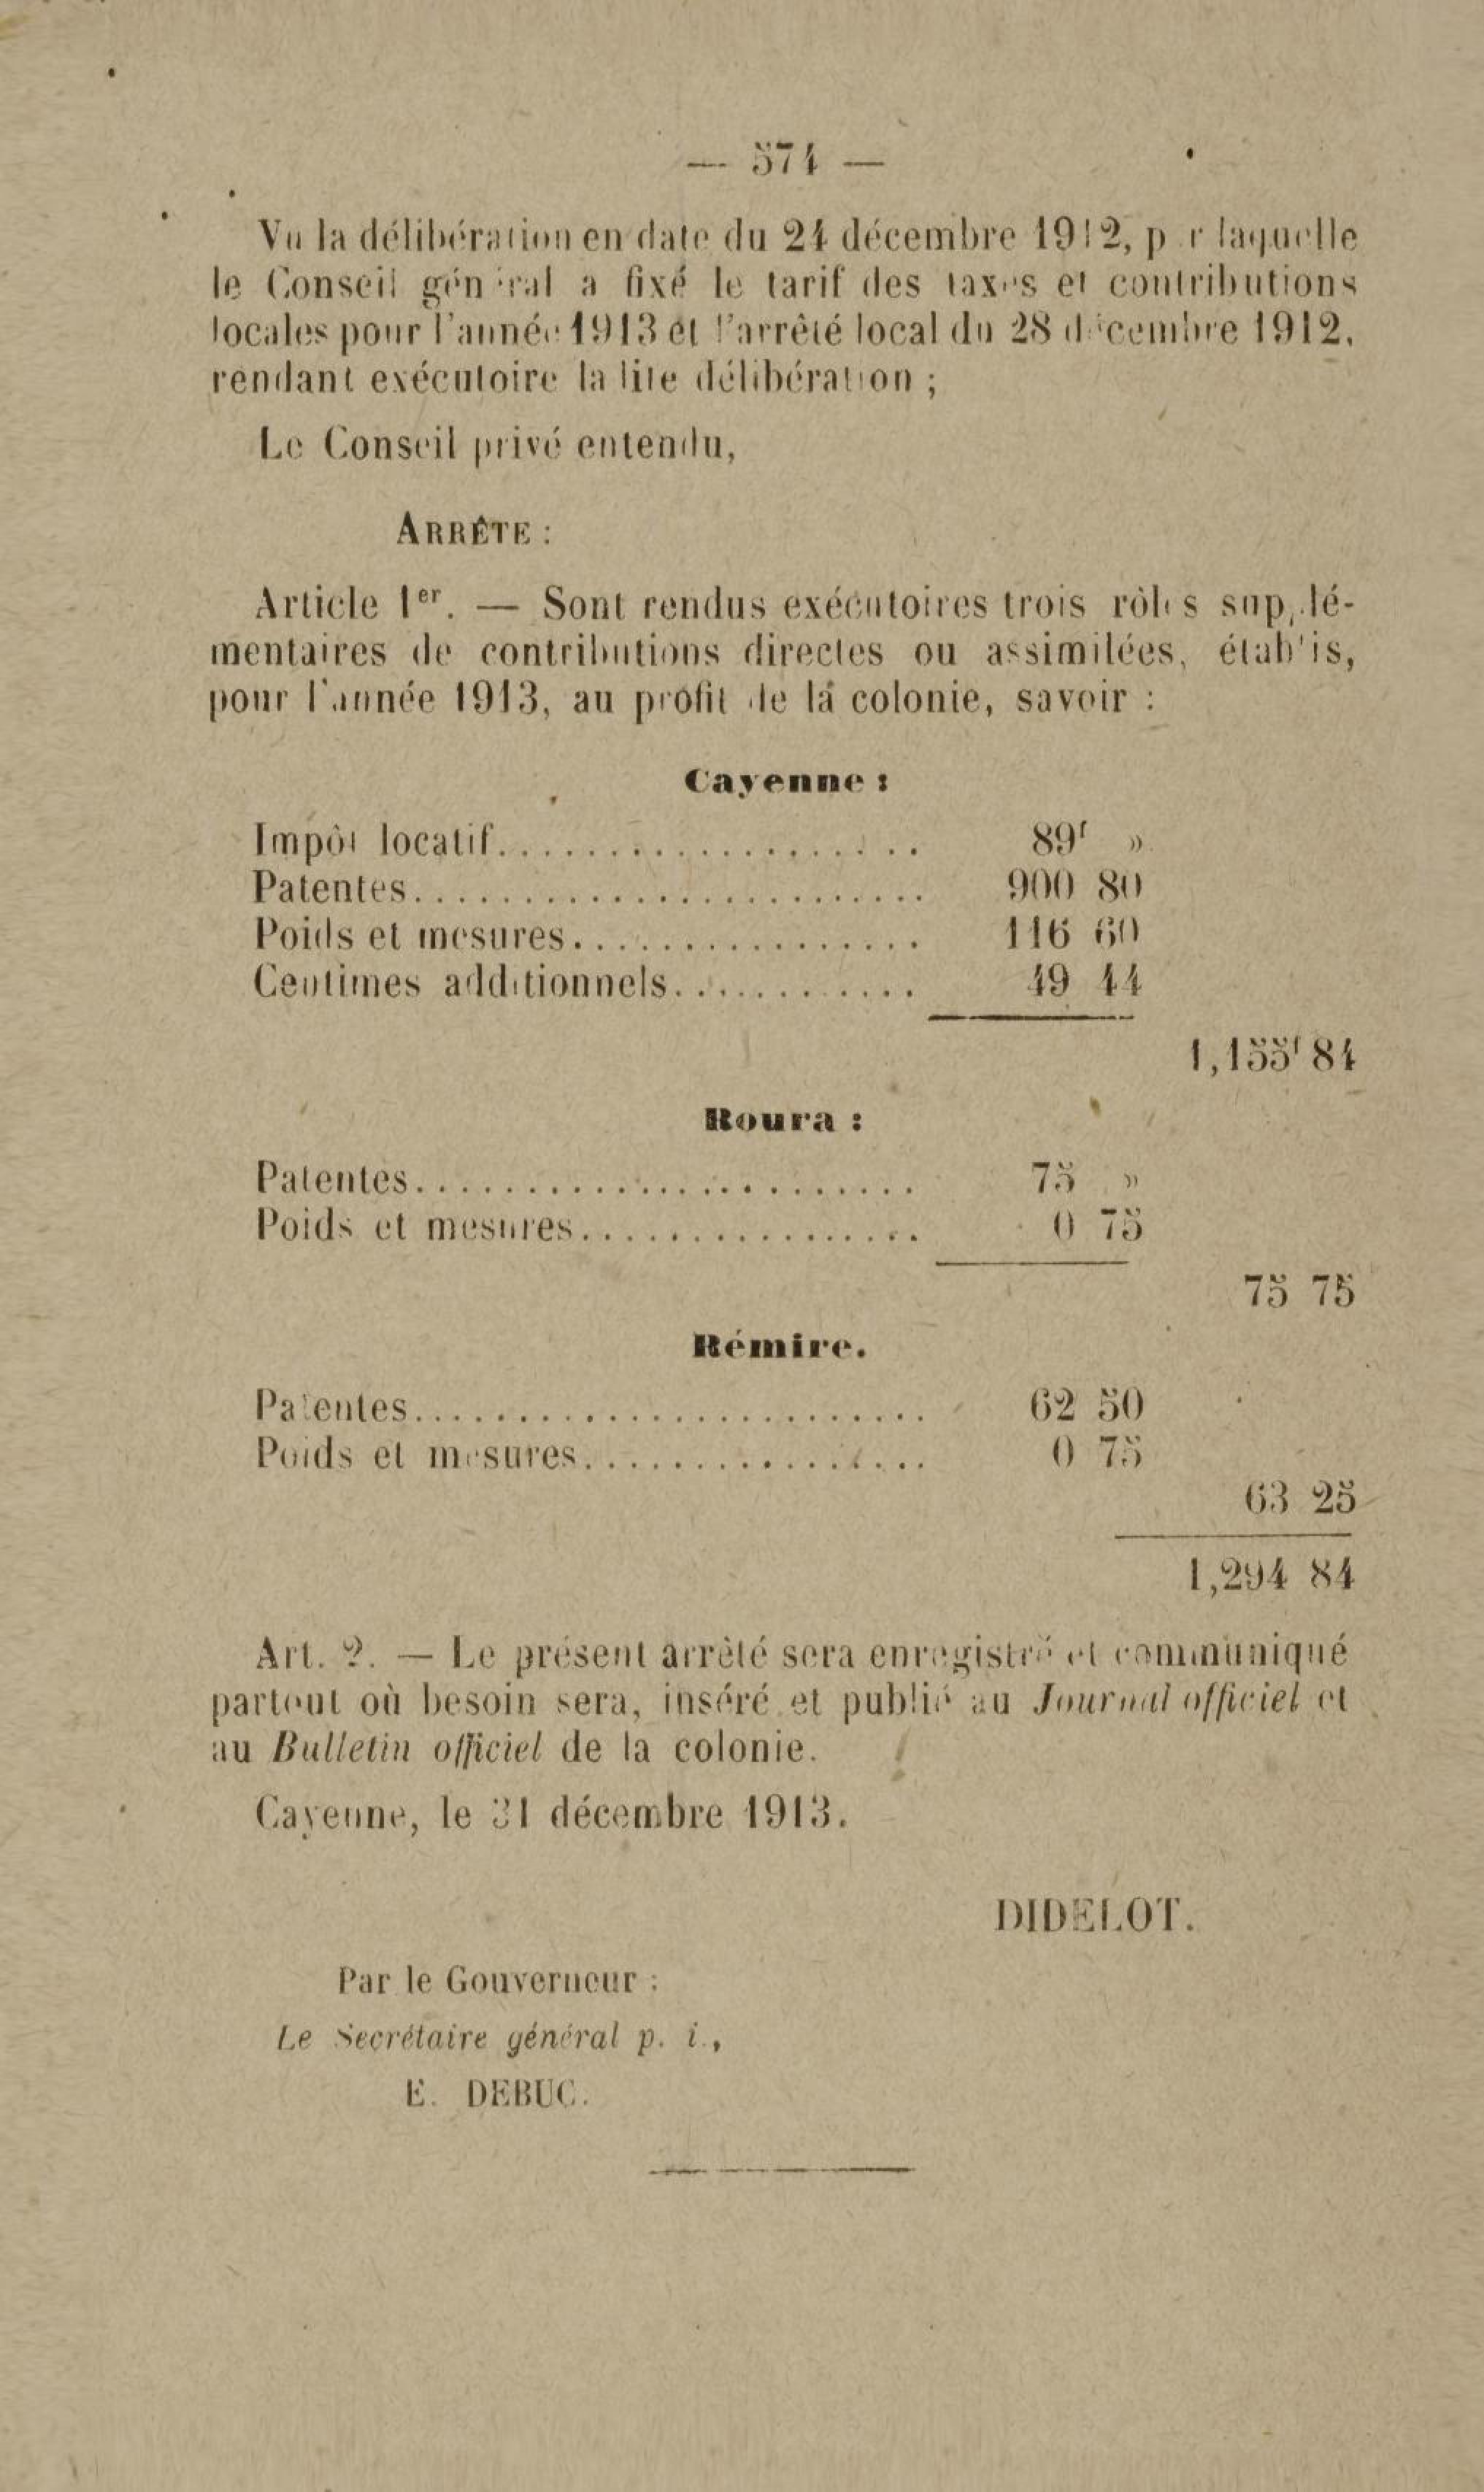 — 574 —
Vu la délibération en date du 24 décembre 1912, par laquelle
le Conseil général a fixé le tarif des taxes et contributions
locales pour l'année 1913 et l'arrêté local du 28 décembre 1912,
rendant exécutoire la dite délibération ;
Le Conseil privé entendu,
ARRÊTE :
Article 1er. — Sont rendus exécutoires trois rôles supplé-
mentaires de contributions directes ou assimilées, établis,
pour l'année 1913, au profit de la colonie, savoir :
Cayenne :
Impôt locatif.................... 89f »
Patentes........................ 900 80
Poids et mesures................ 116 60
Centimes additionnels........... 49 44
1,155f 84
Roura :
Patentes....................... 75 »
Poids et mesures................ 0 75
75 75
Rémire.
Patentes........................ 62 50
Poids et mesures................ 0 75
63 25
1,294 84
Art. 2. — Le présent arrêté sera enregistré et communiqué
partout où besoin sera, inséré et publié au Journal officiel et
au Bulletin officiel de la colonie.
Cayenne, le 31 décembre 1913.
DIDELOT.
Par le Gouverneur :
Le Secrétaire général p. i.,
E. DEBUC.